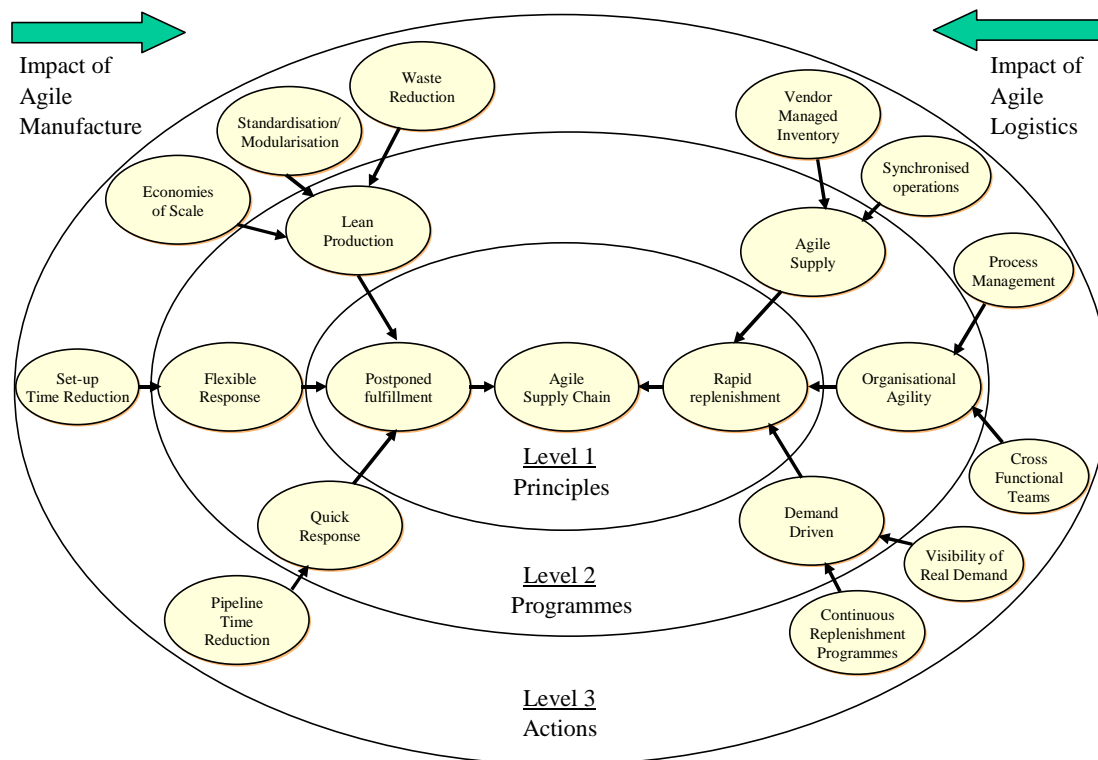 Impact of
Agile
Manufacture
Impact of
Agile
Logistics
Waste
Reduction
Standardisation/
Modularisation
Economies
of Scale
Lean
Production
Vendor
Managed
Inventory
Synchronised
operations
Agile
Supply
Process
Management
Set-up
Time Reduction
Flexible
Response
Postponed
fulfillment
Agile
Supply Chain
Rapid
replenishment
Organisational
Agility
Level 1
Principles
Cross
Functional
Teams
Quick
Response
Demand
Driven
Visibility of
Real Demand
Level 2
Programmes
Pipeline
Time
Reduction
Continuous
Replenishment
Programmes
Level 3
Actions